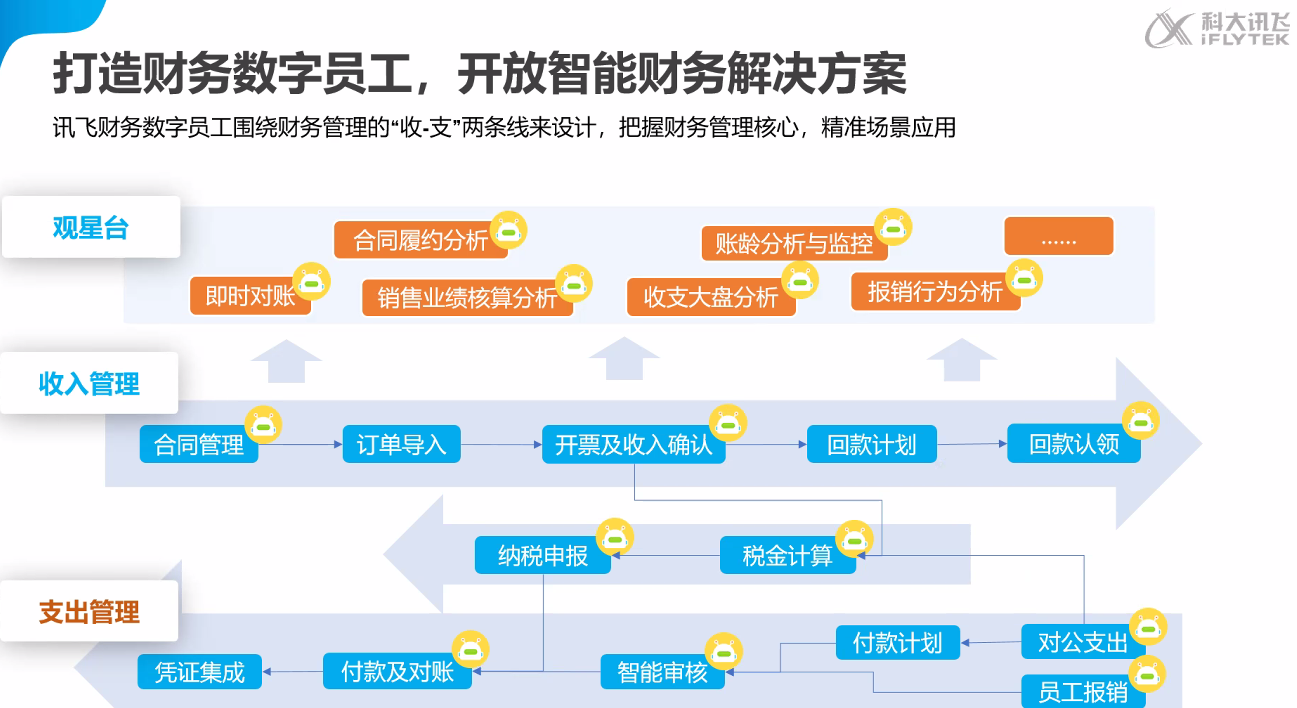 科大讯飞
iFLYTEK
打造财务数字员工，开放智能财务解决方案
讯飞财务数字员工围绕财务管理的“收-支”两条线来设计，把握财务管理核心，精准场景应用
观星台
合同履约分析
账龄分析与监控
......
即时对账
销售业绩核算分析
收支大盘分析
报销行为分析
收入管理
合同管理
订单导入
开票及收入确认
回款计划
回款认领
纳税申报
税金计算
支出管理
付款计划
对公支出
凭证集成
付款及对账
智能审核
员工报销